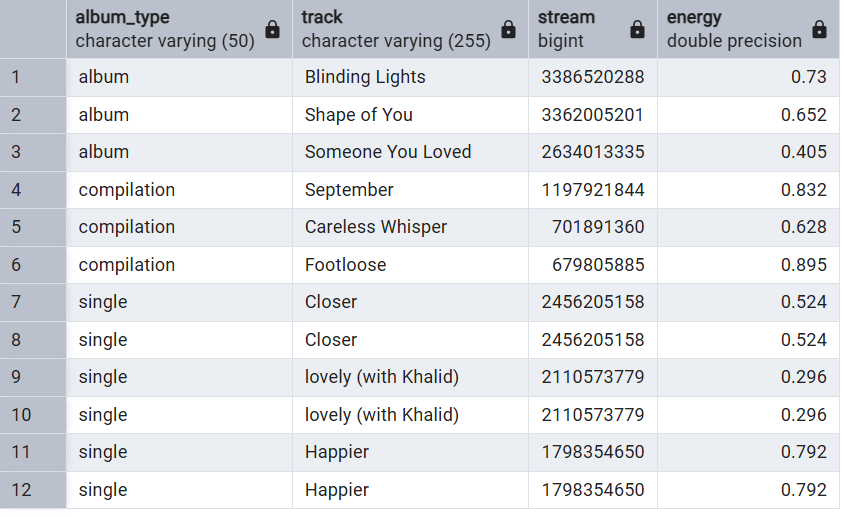 album_type track stream energy
character varying (50) character varying (255) bigint double precision
1 album Blinding Lights 3386520288 0.73
2 album Shape of You 3362005201 0.652
3 album Someone You Loved 2634013335 0.405
4 compilation September 1197921844 0.832
5 compilation Careless Whisper 701891360 0.628
6 compilation Footloose 679805885 0.895
7 single Closer 2456205158 0.524
8 single Closer 2456205158 0.524
9 single lovely (with Khalid) 2110573779 0.296
10 single lovely (with Khalid) 2110573779 0.296
11 single Happier 1798354650 0.792
12 single Happier 1798354650 0.792